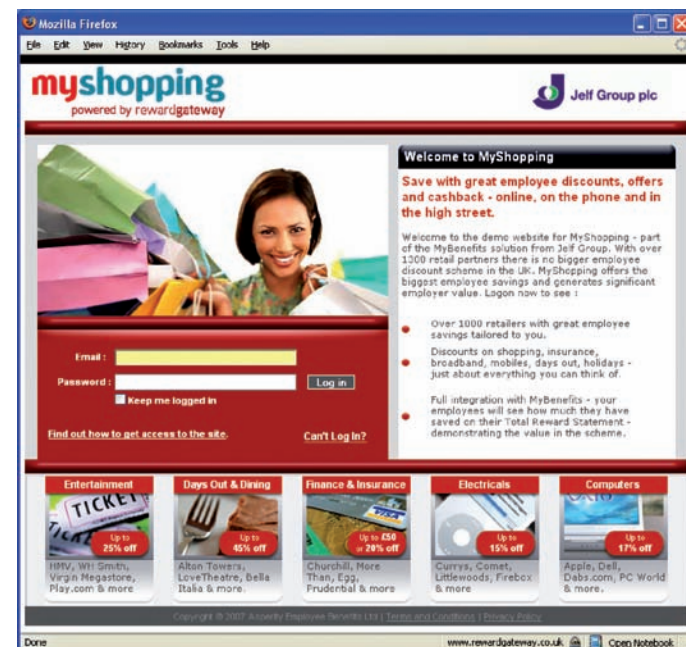 Mozilla Firefox
File Edit View History Bookmarks Tools Help
myshopping
powered by rewardgateway
Jelf Group plc
Welcome to MyShopping
Save with great employee discounts, offers
and cashback - online, on the phone and in
the high street.
Welcome to the demo website for MyShopping - part
of the MyBenefits solution from Jelf Group. With over
1000 retail partners there is no bigger employee
discount scheme in the UK. MyShopping offers the
biggest employee savings and generates significant
employer value. Logon now to see :
Over 1000 retailers with great employee
savings tailored to you.
Discounts on shopping, insurance,
broadband, mobiles, days out, holidays -
just about everything you can think of.
Full integration with MyBenefits - your
employees will see how much they have
saved on their Total Reward Statement -
demonstrating the value in the scheme.
Email :
Password :
Log in
Keep me logged in
Find out how to get access to the site.
Can't Log In?
Entertainment
TICKET
Up to
25% off
HMV, WH Smith,
Virgin Megastore,
Play.com & more
Days Out & Dining
Up to
45% off
Alton Towers,
LoveTheatre, Bella
Italia & more.
Finance & Insurance
VISA
Up to £50
or 20% off
Churchill, More
Than, Egg,
Prudential & more
Electricals
Up to
15% off
Currys, Comet,
Littlewoods, Firebox
& more
Computers
Up to
17% off
Apple, Dell,
Dabs.com, PC World
& more.
Copyright © 2007 Asperity Employee Benefits Ltd | Terms and Conditions | Privacy Policy
Done
www.rewardgateway.co.uk
Open Notebook